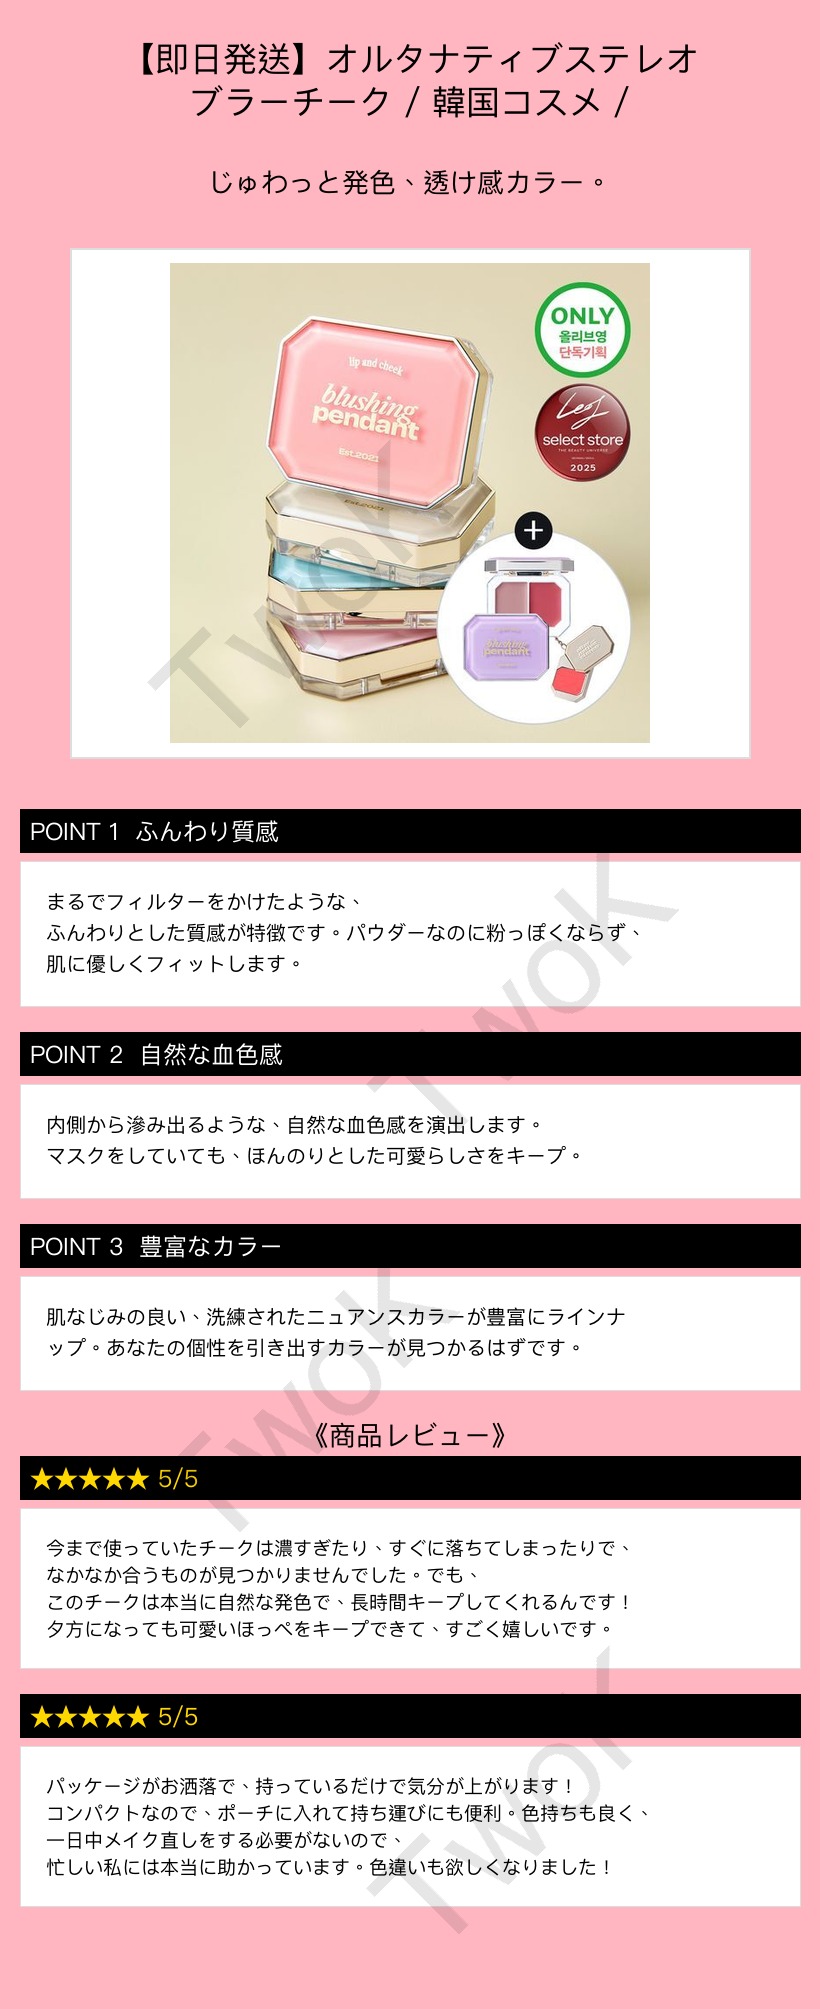 【即日発送】オルタナティブステレオ
ブラーチーク / 韓国コスメ /
じゅわっと発色、透け感カラー。
lip and cheek
blushing
pendant
Est.2021
Est.2021
ONLY
올리브영
단독기획
select store
THE BEAUTY UNIVERSE
2025
+
blushing
pendant
TwoK
POINT 1 ふんわり質感
まるでフィルターをかけたような、
ふんわりとした質感が特徴です。パウダーなのに粉っぽくならず、
肌に優しくフィットします。
TwoK
POINT 2 自然な血色感
内側から滲み出るような、自然な血色感を演出します。
マスクをしていても、ほんのりとした可愛らしさをキープ。
POINT 3 豊富なカラー
肌なじみの良い、洗練されたニュアンスカラーが豊富にラインナ
ップ。あなたの個性を引き出すカラーが見つかるはずです。
TwoK
《商品レビュー》
★★★★★ 5/5
今まで使っていたチークは濃すぎたり、すぐに落ちてしまったりで、
なかなか合うものが見つかりませんでした。でも、
このチークは本当に自然な発色で、長時間キープしてくれるんです！
夕方になっても可愛いほっぺをキープできて、すごく嬉しいです。
★★★★★ 5/5
パッケージがお洒落で、持っているだけで気分が上がります！
コンパクトなので、ポーチに入れて持ち運びにも便利。色持ちも良く、
一日中メイク直しをする必要がないので、
忙しい私には本当に助かっています。色違いも欲しくなりました！
TwoK